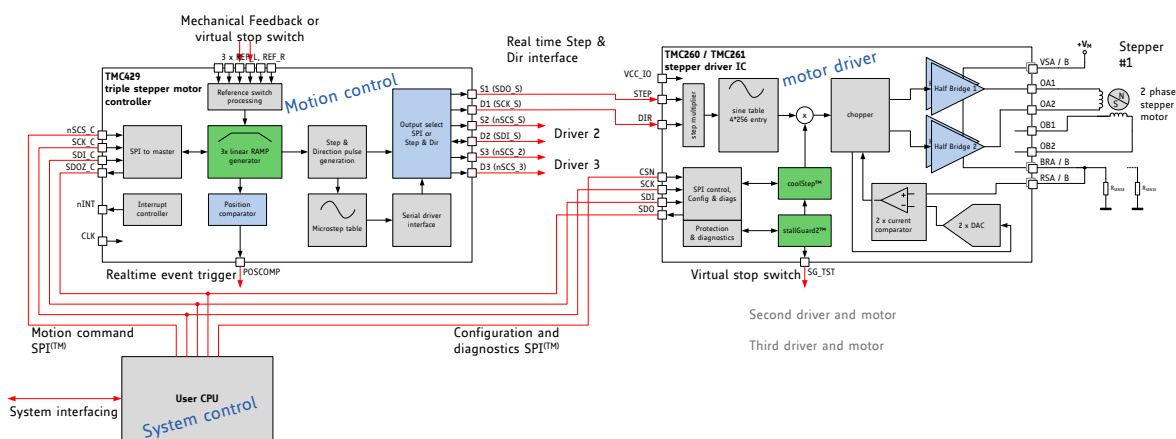 Mechanical Feedback or
virtual stop switch
3 x REF_L, REF_R
TMC429
triple stepper motor
controller
Reference switch
processing
Motion control
nSCS_C
SCK_C
SDI_C
SDOZ_C
SPI to master
3x linear RAMP
generator
Step &
Direction pulse
generation
Output select
SPI or
Step & Dir
nINT
Interrupt
controller
Position
comparator
Microstep table
Serial driver
interface
CLK
Realtime event trigger
POSCOMP
S1 (SDO_S)
D1 (SCK_S)
S2 (nSCS_S)
D2 (SDI_S)
S3 (nSCS_2)
D3 (nSCS_3)
Driver 2
Driver 3
Real time Step &
Dir interface
TMC260 / TMC261
stepper driver IC
motor driver
VCC_IO
STEP
DIR
step multiplier
sine table
4*256 entry
x
chopper
Half Bridge 1
Half Bridge 2
+VM
VSA / B
OA1
OA2
OB1
OB2
BRA / B
RSA / B
Stepper
#1
N
S
2 phase
stepper
motor
RSENSE
RSENSE
CSN
SCK
SDI
SDO
SPI control,
Config & diags
Protection
& diagnostics
coolStep™
stallGuard2™
2 x current
comparator
2 x DAC
Virtual stop switch
SG_TST
Second driver and motor
Third driver and motor
Motion command
SPI(TM)
Configuration and
diagnostics SPI(TM)
User CPU
System control
System interfacing